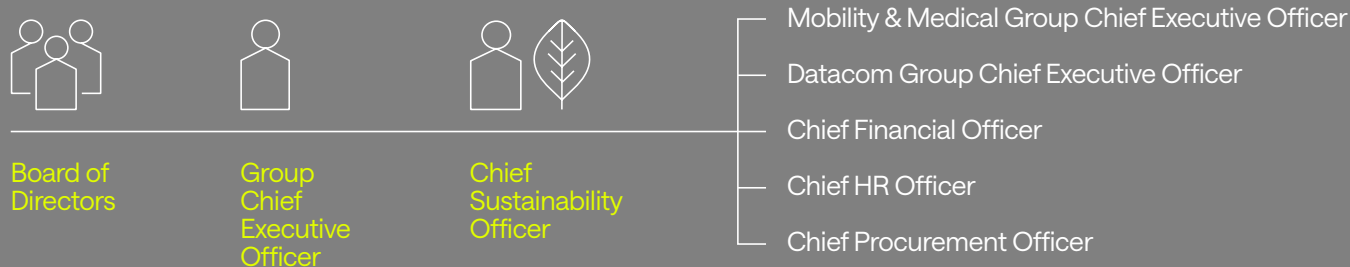 Board of
Directors
Group
Chief
Executive
Officer
Chief
Sustainability
Officer
Mobility & Medical Group Chief Executive Officer
Datacom Group Chief Executive Officer
Chief Financial Officer
Chief HR Officer
Chief Procurement Officer